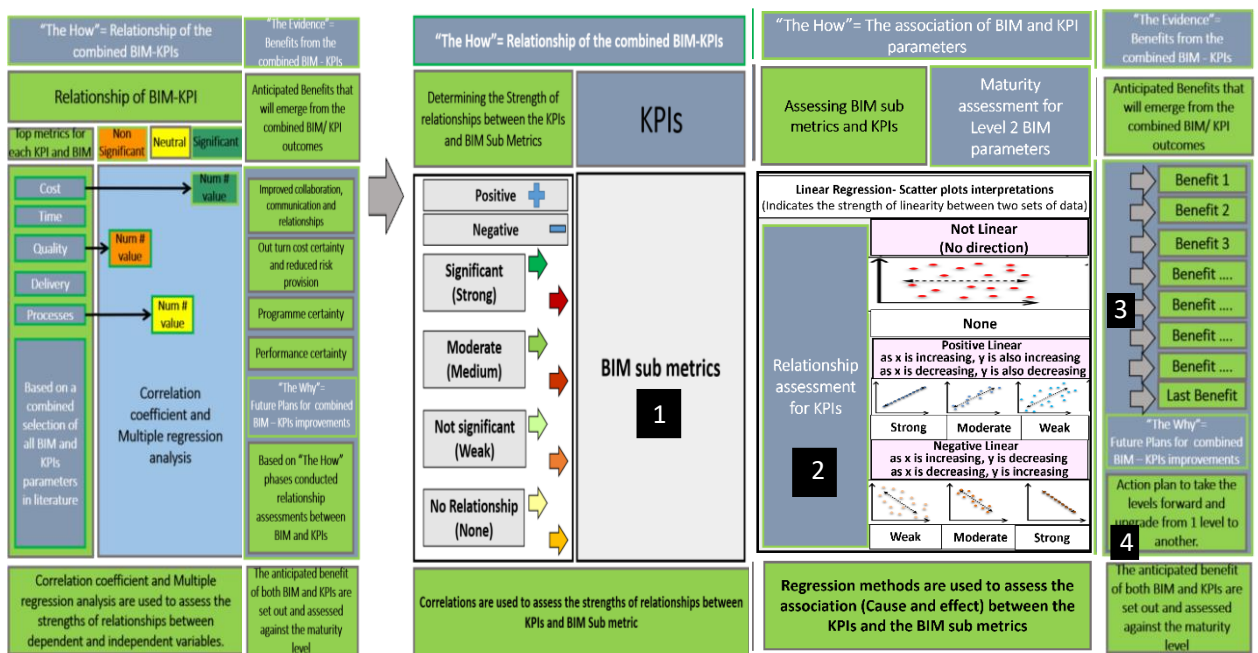 "The How"= Relationship of the
combined BIM-KPIs
Relationship of BIM-KPI
Top metrics for
each KPI and BIM
Non
Significant
Neutral
Significant
Cost
Time
Quality
Delivery
Processes
Num #
value
Num #
value
Num #
value
Based on a
combined
selection of
all BIM and
KPIs
parameters
in literature
Correlation
coefficient and
Multiple regression
analysis
Correlation coefficient and Multiple
regression analysis are used to assess the
strengths of relationships between
dependent and independent variables.
"The Evidence"=
Benefits from the
combined BIM - KPIs
Anticipated Benefits that
will emerge from the
combined BIM/ KPI
outcomes
Improved collaboration,
communication and
relationships
Out turn cost certainty
and reduced risk
provision
Programme certainty
Performance certainty
"The Why"=
Future Plans for combined
BIM – KPIs improvements
Based on "The How"
phases conducted
relationship
assessments between
BIM and KPIs
The anticipated benefit
of both BIM and KPIs are
set out and assessed
against the maturity
level
"The How"= Relationship of the combined BIM-KPIs
Determining the Strength of
relationships between the KPIs
and BIM Sub Metrics
KPIs
Positive
Negative
Significant
(Strong)
Moderate
(Medium)
Not significant
(Weak)
No Relationship
(None)
BIM sub metrics
1
Correlations are used to assess the strengths of relationships between
KPIs and BIM Sub metric
"The How"= The association of BIM and KPI
parameters
Assessing BIM sub
metrics and KPIs
Maturity
assessment for
Level 2 BIM
parameters
Linear Regression- Scatter plots interpretations
(Indicates the strength of linearity between two sets of data)
Relationship
assessment
for KPIs
2
Not Linear
(No direction)
None
Positive Linear
as x is increasing, y is also increasing
as x is decreasing, y is also decreasing
Strong
Moderate
Weak
Negative Linear
as x is increasing, y is decreasing
as x is decreasing, y is increasing
Weak
Moderate
Strong
Regression methods are used to assess the
association (Cause and effect) between the
KPIs and the BIM sub metrics
"The Evidence"=
Benefits from the
combined BIM - KPIs
Anticipated Benefits that
will emerge from the
combined BIM/ KPI
outcomes
3
Benefit 1
Benefit 2
Benefit 3
Benefit ....
Benefit ....
Benefit ....
Benefit ....
Last Benefit
"The Why"=
Future Plans for combined
BIM – KPIs improvements
Action plan to take
the levels forward and
upgrade from 1 level to
another.
4
The anticipated benefit
of both BIM and KPIs are
set out and assessed
against the maturity
level